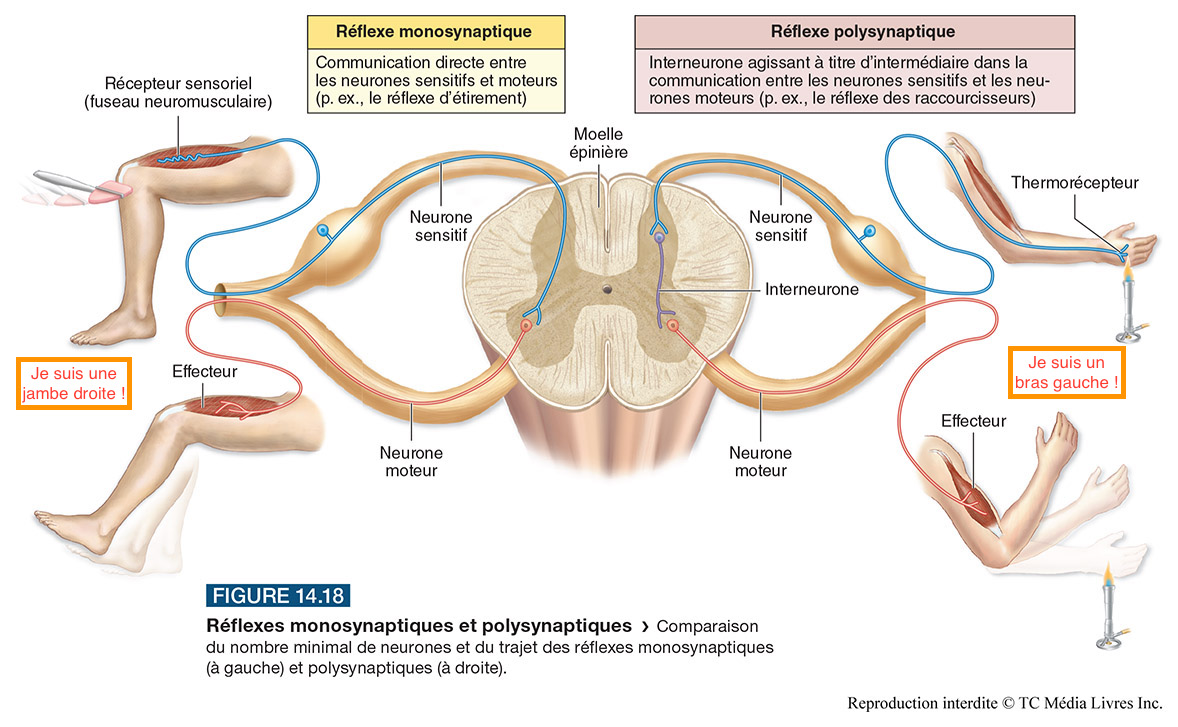 Réflexe monosynaptique
Communication directe entre
les neurones sensitifs et moteurs
(p. ex., le réflexe d’étirement)
Réflexe polysynaptique
Interneurone agissant à titre d’intermédiaire dans la
communication entre les neurones sensitifs et les neu-
rones moteurs (p. ex., le réflexe des raccourcisseurs)
Récepteur sensoriel
(fuseau neuromusculaire)
Moelle
épinière
Thermorécepteur
Neurone
sensitif
Neurone
sensitif
Interneurone
Je suis une
jambe droite !
Effecteur
Je suis un
bras gauche !
Effecteur
Neurone
moteur
Neurone
moteur
FIGURE 14.18
Réflexes monosynaptiques et polysynaptiques › Comparaison
du nombre minimal de neurones et du trajet des réflexes monosynaptiques
(à gauche) et polysynaptiques (à droite).
Reproduction interdite © TC Média Livres Inc.